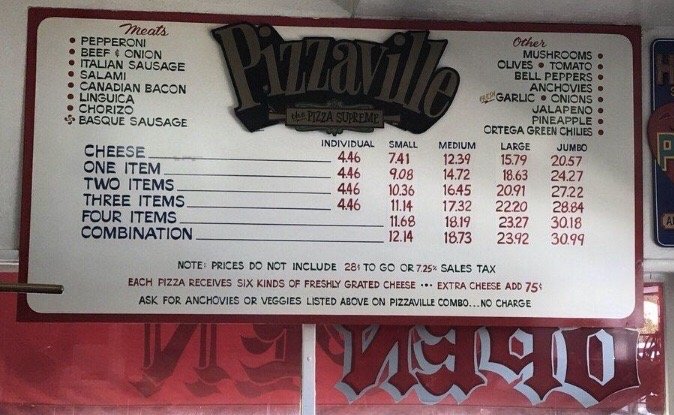 Meats
PEPPERONI
BEEF & ONION
ITALIAN SAUSAGE
SALAMI
CANADIAN BACON
LINGUICA
CHORIZO
BASQUE SAUSAGE
Pizzaville
PIZZA SUPREME
Other
MUSHROOMS
OLIVES • TOMATO
BELL PEPPERS
ANCHOVIES
GARLIC • ONIONS
JALAPENO
PINEAPPLE
ORTEGA GREEN CHILIES
INDIVIDUAL SMALL MEDIUM LARGE JUMBO
CHEESE 4.46 7.41 12.39 15.79 20.57
ONE ITEM 4.46 9.08 14.72 18.63 24.27
TWO ITEMS 4.46 10.36 16.45 20.91 27.22
THREE ITEMS 4.46 11.14 17.32 22.20 28.84
FOUR ITEMS 11.68 18.19 23.27 30.18
COMBINATION 12.14 18.73 23.92 30.99
NOTE: PRICES DO NOT INCLUDE 28¢ TO GO OR 7.25% SALES TAX
EACH PIZZA RECEIVES SIX KINDS OF FRESHLY GRATED CHEESE ••• EXTRA CHEESE ADD 75¢
ASK FOR ANCHOVIES OR VEGGIES LISTED ABOVE ON PIZZAVILLE COMBO...NO CHARGE
OPEN